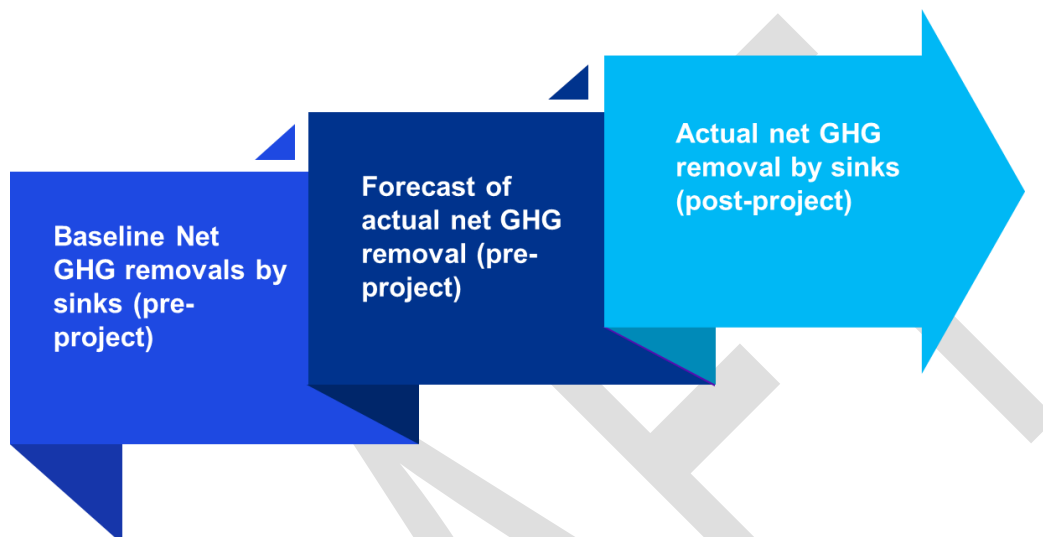 Baseline Net
GHG removals by
sinks (pre-
project)
Forecast of
actual net GHG
removal (pre-
project)
Actual net GHG
removal by sinks
(post-project)